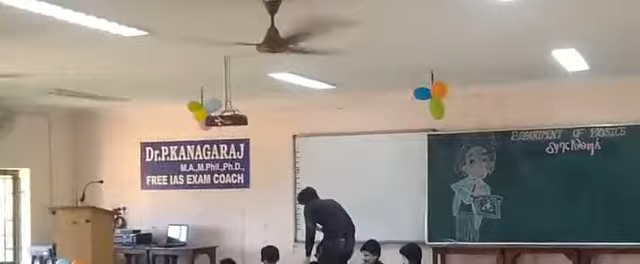 Dr.P.KANAGARAJ
M.A.,M.Phil.,Ph.D.,
FREE IAS EXAM COACH
DEPARTMENT OF PHYSICS